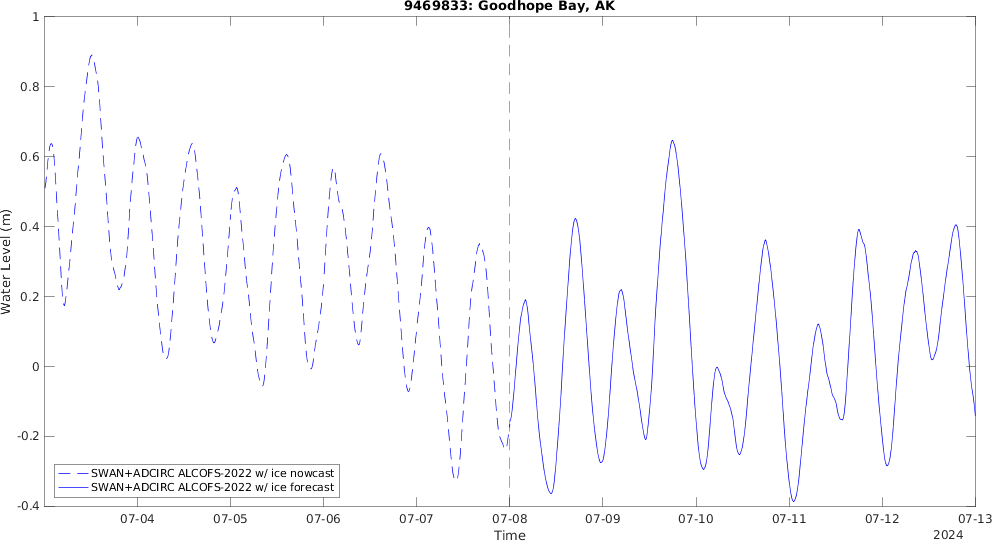 9469833: Goodhope Bay, AK
1
0.8
0.6
0.4
0.2
0
-0.2
-0.4
Water Level (m)
SWAN+ADCIRC ALCOFS-2022 w/ ice nowcast
SWAN+ADCIRC ALCOFS-2022 w/ ice forecast
07-04 07-05 07-06 07-07 07-08 07-09 07-10 07-11 07-12 07-13
Time
2024